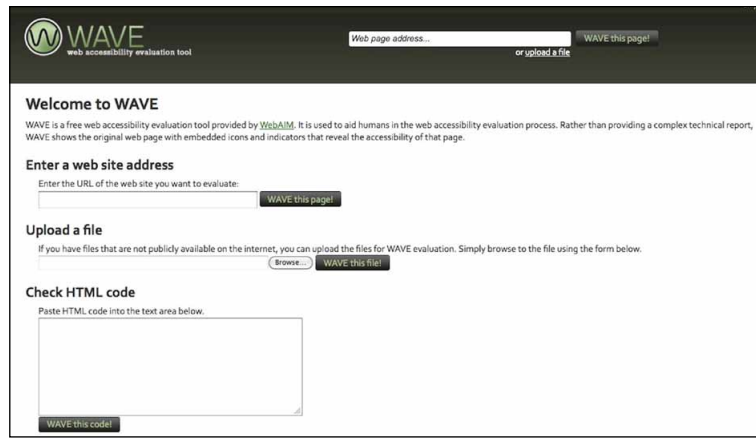 WAVE
web accessibility evaluation tool
Web page address...
WAVE this page!
or upload a file
Welcome to WAVE
WAVE is a free web accessibility evaluation tool provided by WebAIM. It is used to aid humans in the web accessibility evaluation process. Rather than providing a complex technical report,
WAVE shows the original web page with embedded icons and indicators that reveal the accessibility of that page.
Enter a web site address
Enter the URL of the web site you want to evaluate:
WAVE this page!
Upload a file
If you have files that are not publicly available on the internet, you can upload the files for WAVE evaluation. Simply browse to the file using the form below.
Browse... WAVE this file!
Check HTML code
Paste HTML code into the text area below.
WAVE this code!